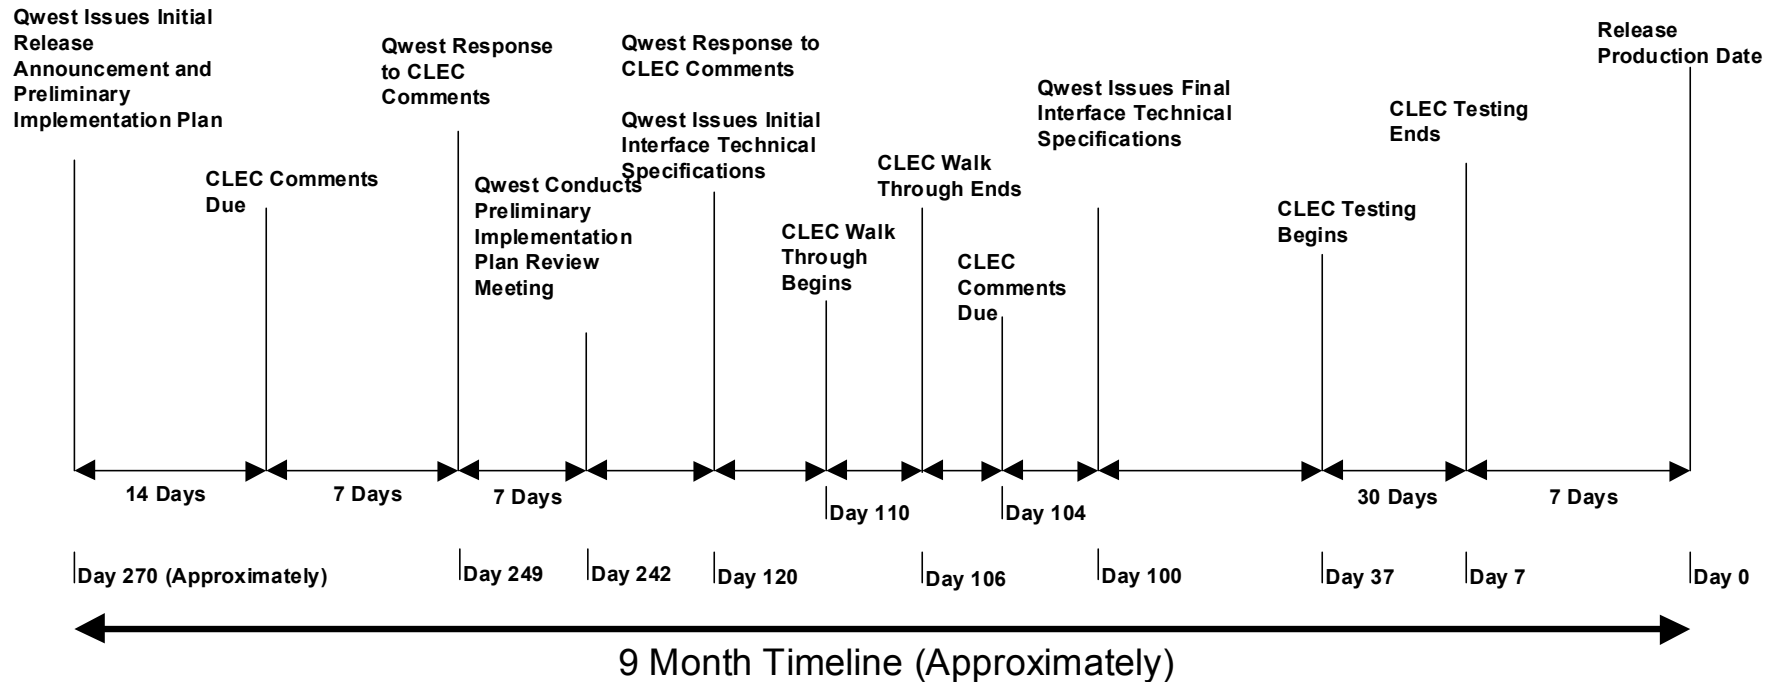 Qwest Issues Initial
Release
Announcement and
Preliminary
Implementation Plan
CLEC Comments
Due
Qwest Response
to CLEC
Comments
Qwest Conducts
Preliminary
Implementation
Plan Review
Meeting
Qwest Response to
CLEC Comments
Qwest Issues Initial
Interface Technical
Specifications
CLEC Walk
Through
Begins
CLEC Walk
Through Ends
CLEC
Comments
Due
Qwest Issues Final
Interface Technical
Specifications
CLEC Testing
Begins
CLEC Testing
Ends
Release
Production Date
14 Days
7 Days
7 Days
30 Days
7 Days
Day 110
Day 104
Day 270 (Approximately)
Day 249
Day 242
Day 120
Day 106
Day 100
Day 37
Day 7
Day 0
9 Month Timeline (Approximately)